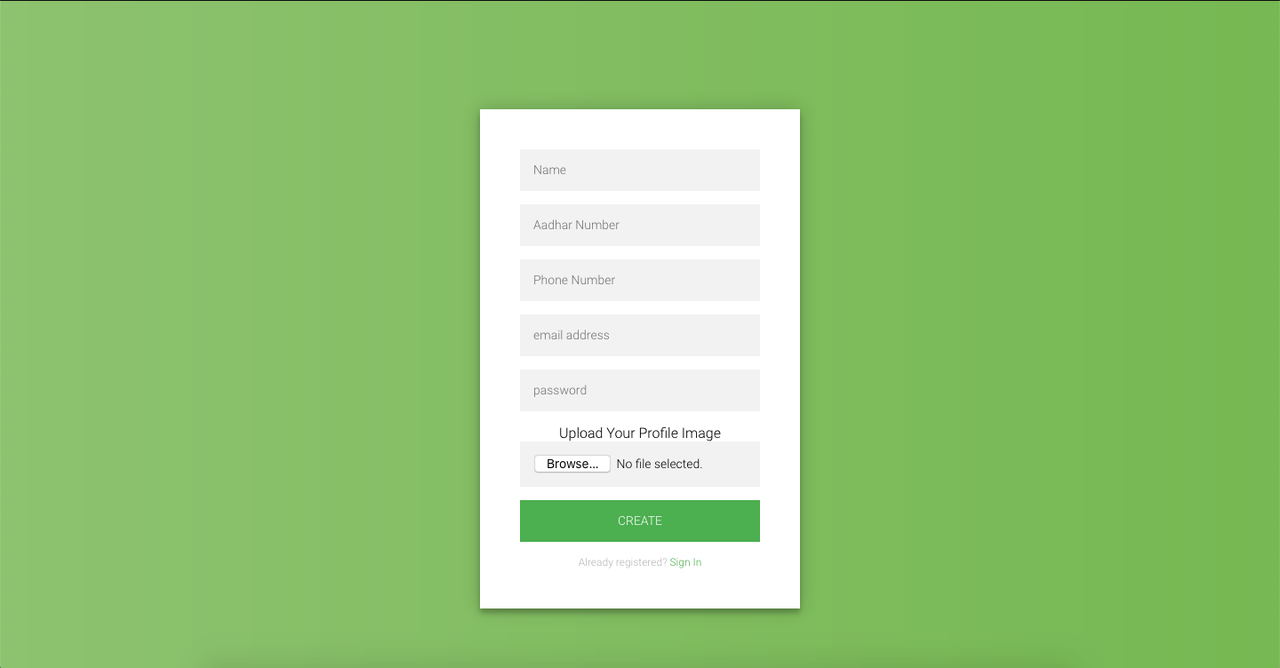 Name
Aadhar Number
Phone Number
email address
password
Upload Your Profile Image
Browse... No file selected.
CREATE
Already registered? Sign In